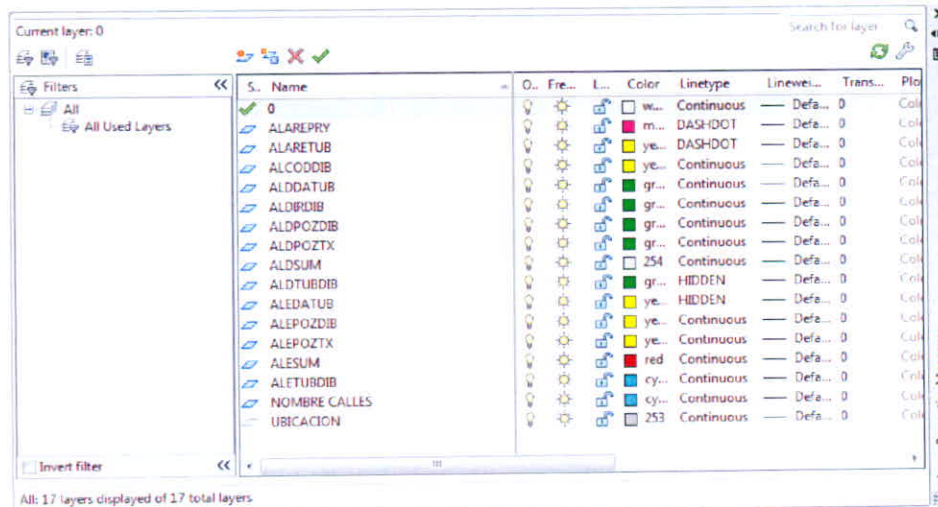 Current layer: 0
Search for layer
Filters
All
All Used Layers
Invert filter
S.. Name O.. Fre... L... Color Linetype Linewei... Trans... Plo
0 w... Continuous Defa... 0
ALAREPRY m... DASHDOT Defa... 0
ALARETUB ye... DASHDOT Defa... 0
ALCODDIB ye... Continuous Defa... 0
ALDDATUB gr... Continuous Defa... 0
ALDIRDIB gr... Continuous Defa... 0
ALDPOZDIB gr... Continuous Defa... 0
ALDPOZTX gr... Continuous Defa... 0
ALDSUM 254 Continuous Defa... 0
ALDTUBDIB gr... HIDDEN Defa... 0
ALEDATUB ye... HIDDEN Defa... 0
ALEPOZDIB ye... Continuous Defa... 0
ALEPOZTX ye... Continuous Defa... 0
ALESUM red Continuous Defa... 0
ALETUBDIB cy... Continuous Defa... 0
NOMBRE CALLES cy... Continuous Defa... 0
UBICACION 253 Continuous Defa... 0
All: 17 layers displayed of 17 total layers